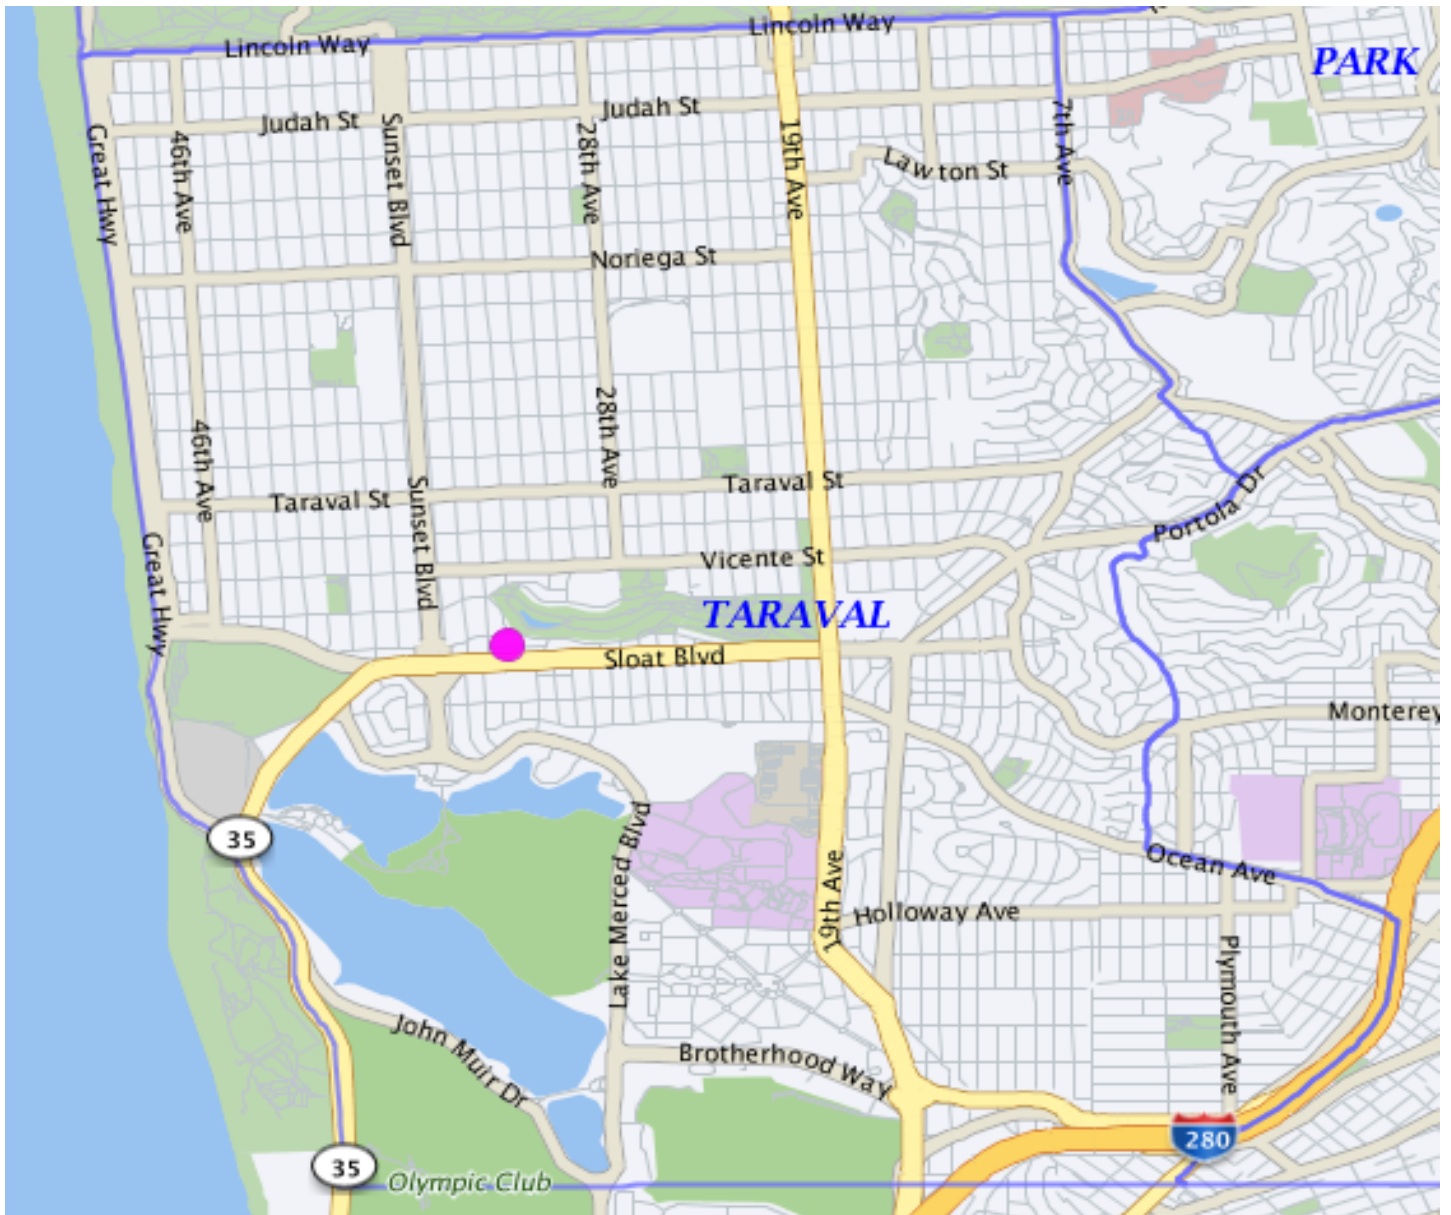 Lincoln Way
Lincoln Way
PARK
Judah St
Judah St
Great Hwy
46th Ave
Sunset Blvd
28th Ave
19th Ave
7th Ave
Lawton St
Noriega St
28th Ave
46th Ave
Taraval St
Taraval St
Sunset Blvd
Portola Dr
Great Hwy
Vicente St
TARAVAL
Sloat Blvd
Monterey
35
Lake Merced Blvd
19th Ave
Ocean Ave
Holloway Ave
Plymouth Ave
John Muir Dr
Brotherhood Way
280
35
Olympic Club